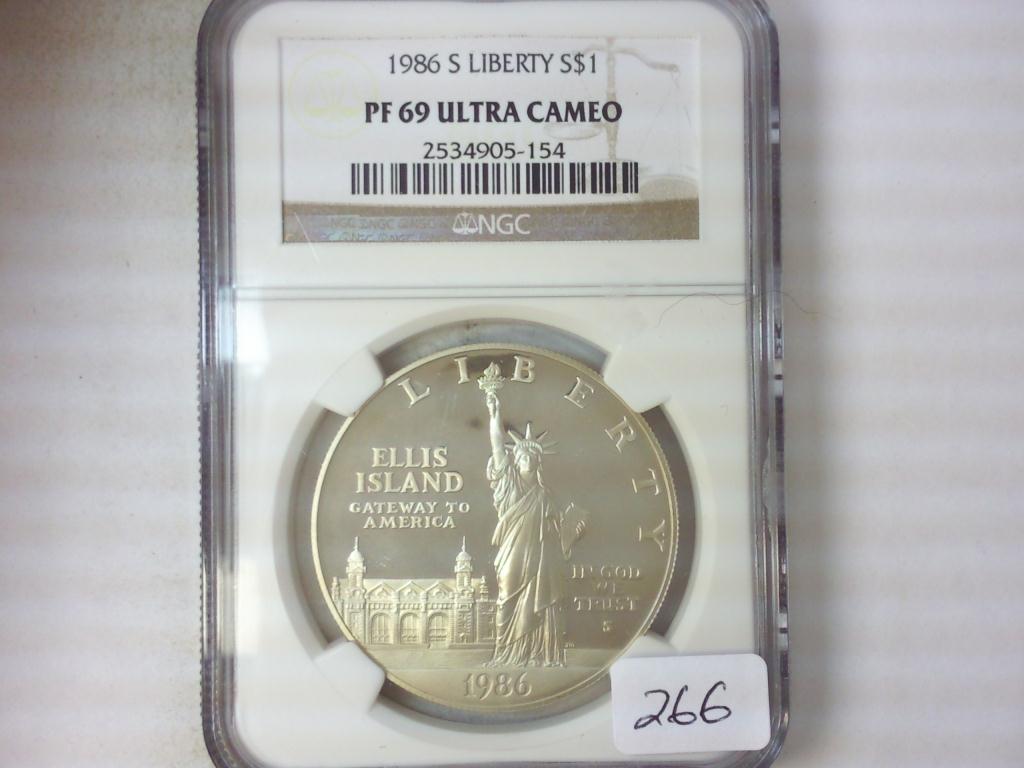 1986 S LIBERTY S$1
PF 69 ULTRA CAMEO
2534905-154
NGC
LIBERTY
ELLIS
ISLAND
GATEWAY TO
AMERICA
IN GOD
WE
TRUST
S
1986
266